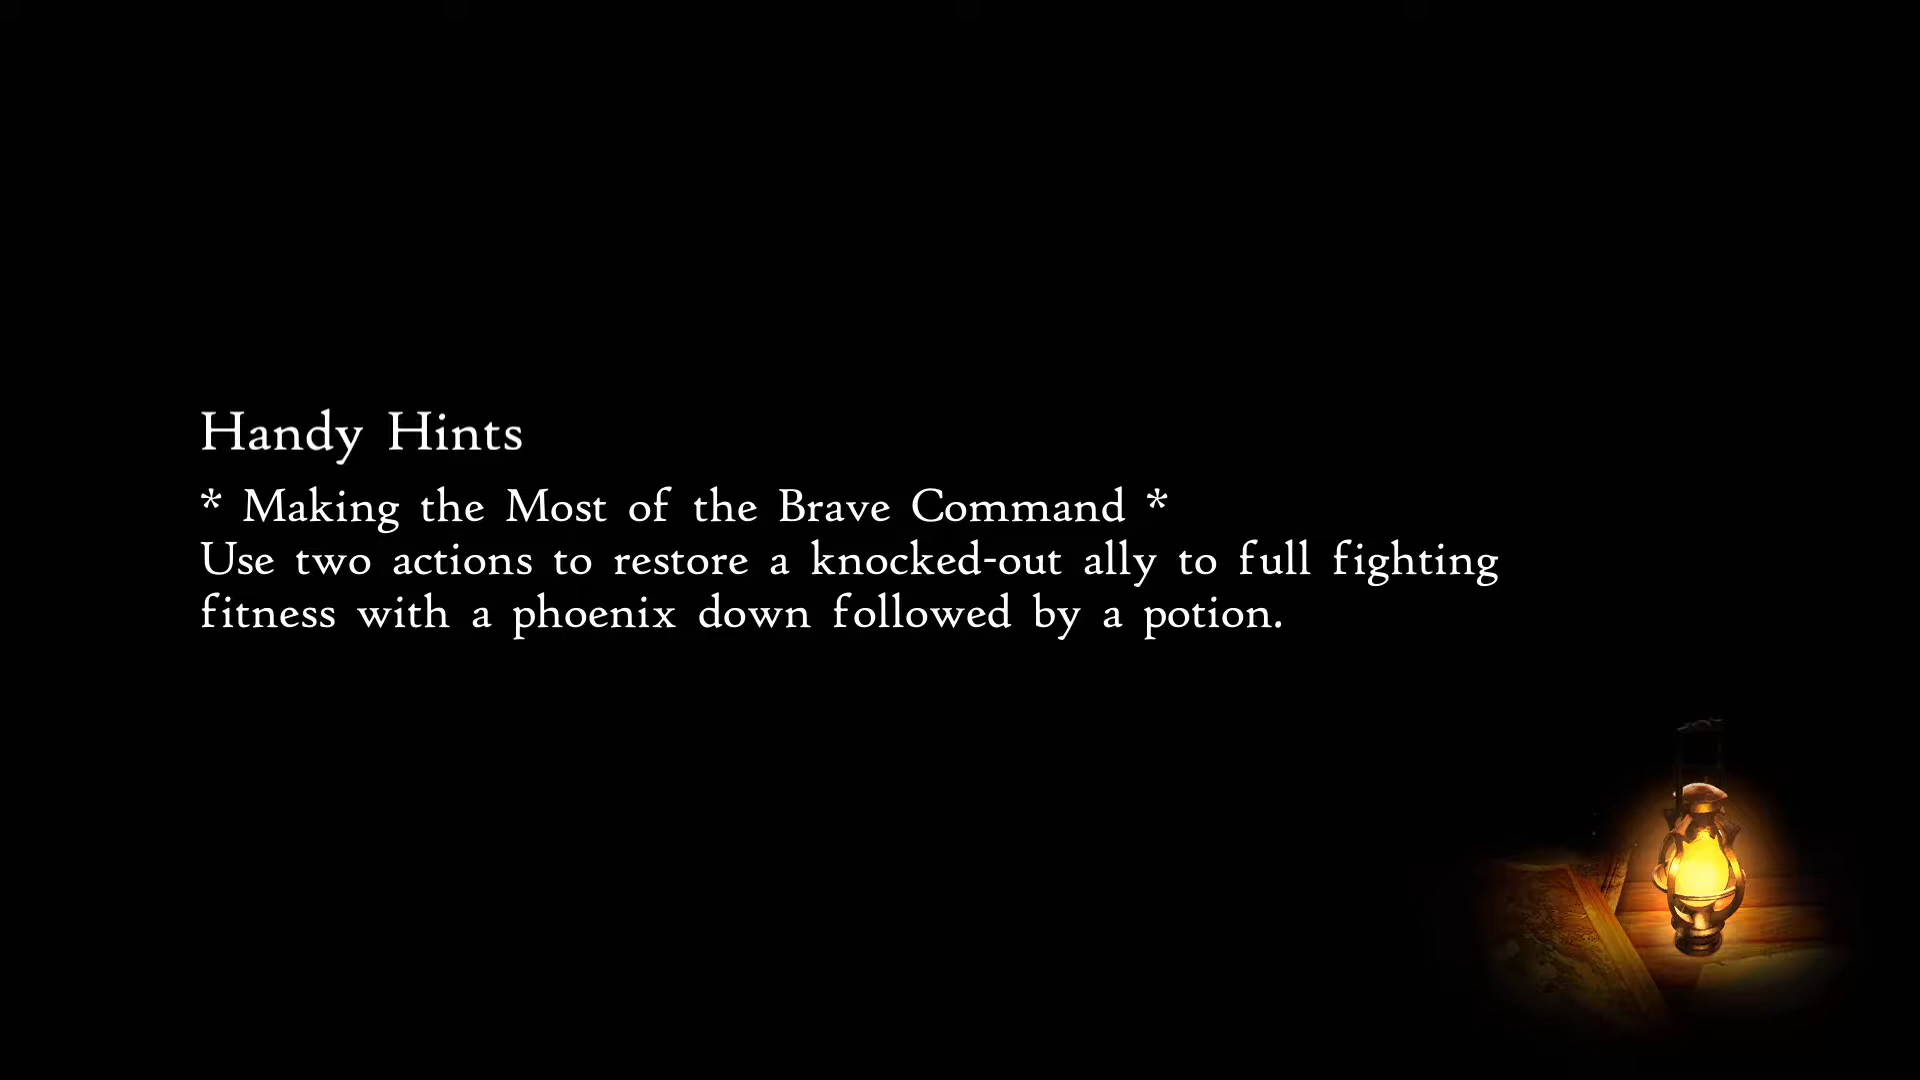 Handy Hints
* Making the Most of the Brave Command *
Use two actions to restore a knocked-out ally to full fighting
fitness with a phoenix down followed by a potion.